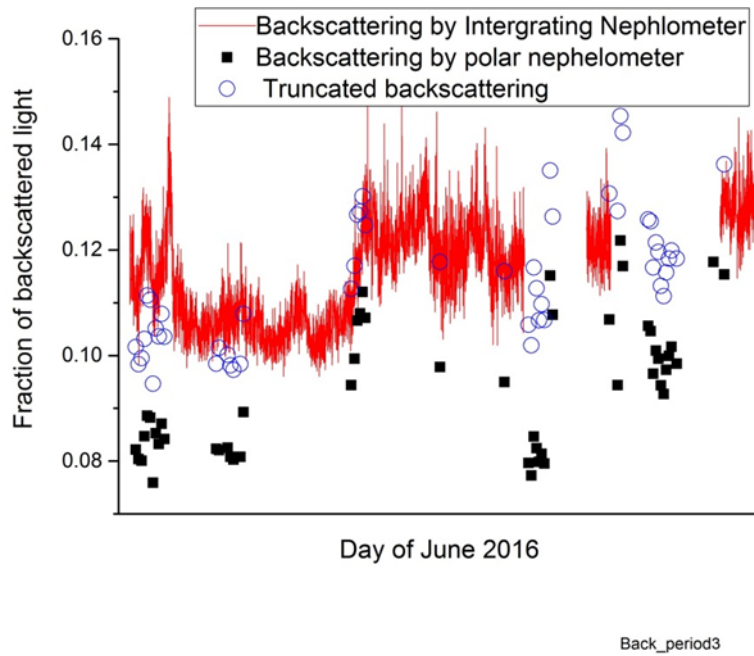 Backscattering by Intergrating Nephlometer
Backscattering by polar nephelometer
Truncated backscattering
0.16
0.14
0.12
0.10
0.08
Fraction of backscattered light
Day of June 2016
Back_period3